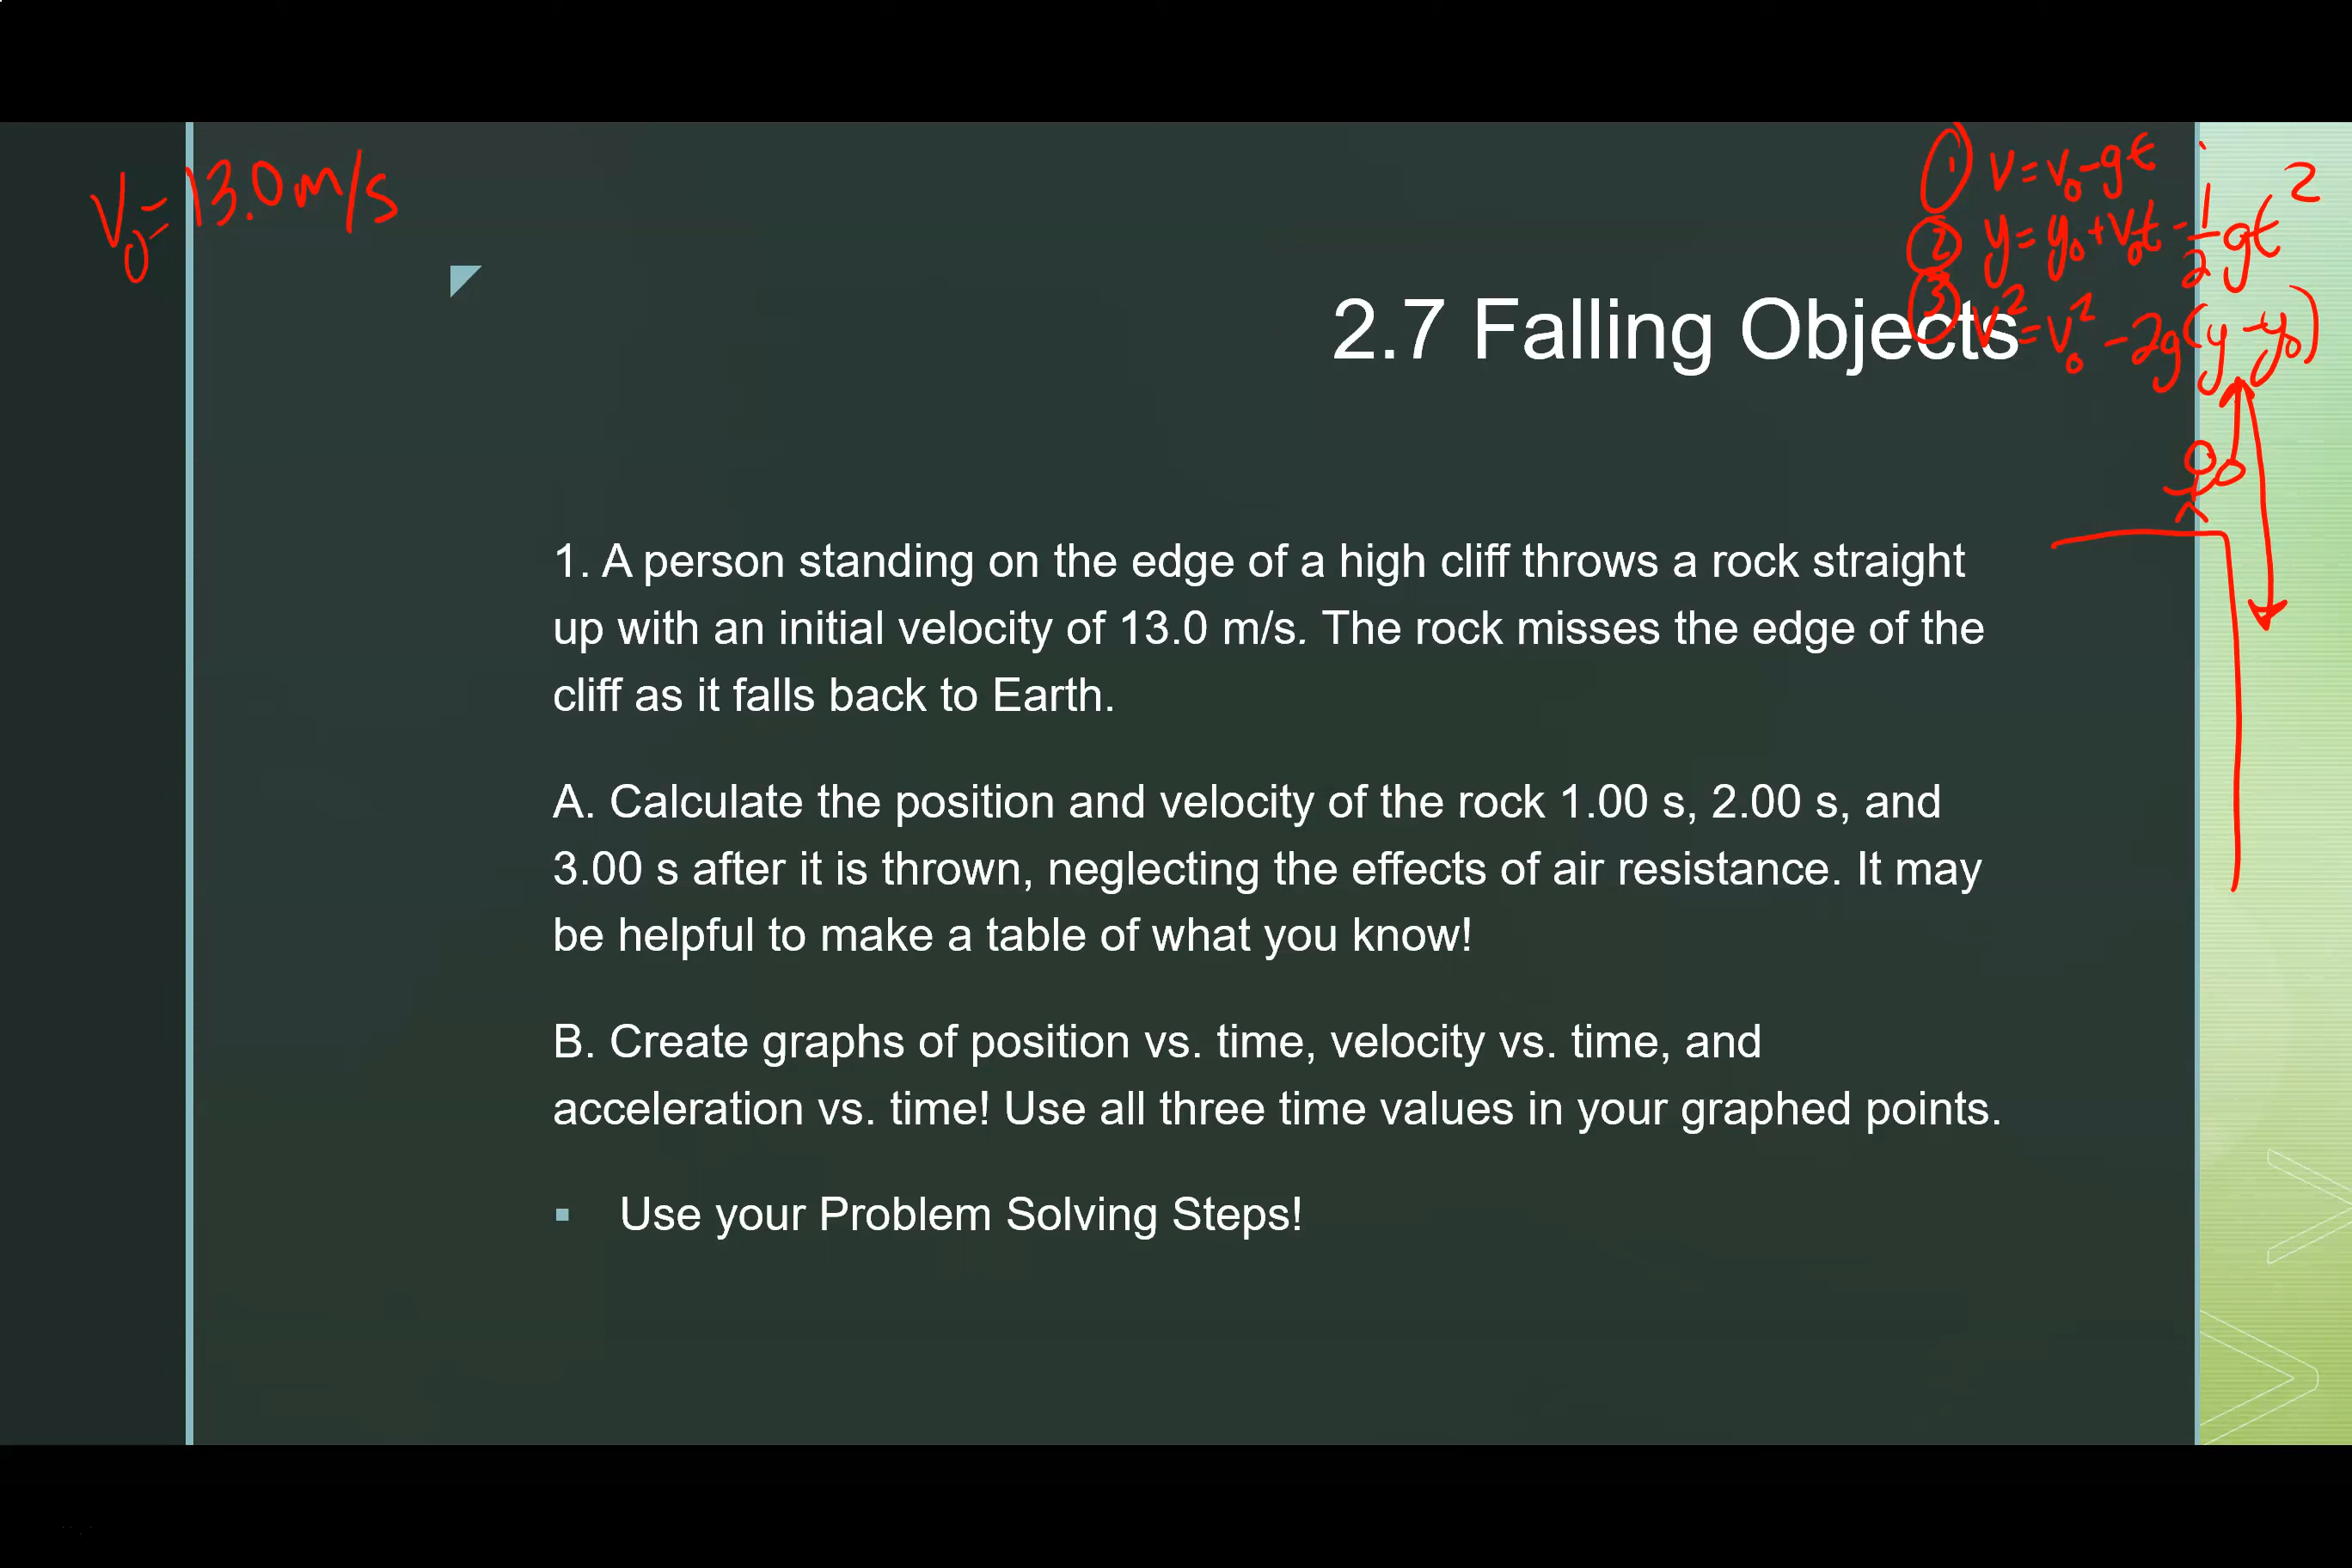 V₀ = 13.0 m/s
① v = v₀ - gt
② y = y₀ + v₀t - 1/2 gt²
③ v² = v₀² - 2g(y - y₀)
2.7 Falling Objects
1. A person standing on the edge of a high cliff throws a rock straight
up with an initial velocity of 13.0 m/s. The rock misses the edge of the
cliff as it falls back to Earth.
A. Calculate the position and velocity of the rock 1.00 s, 2.00 s, and
3.00 s after it is thrown, neglecting the effects of air resistance. It may
be helpful to make a table of what you know!
B. Create graphs of position vs. time, velocity vs. time, and
acceleration vs. time! Use all three time values in your graphed points.
▪ Use your Problem Solving Steps!